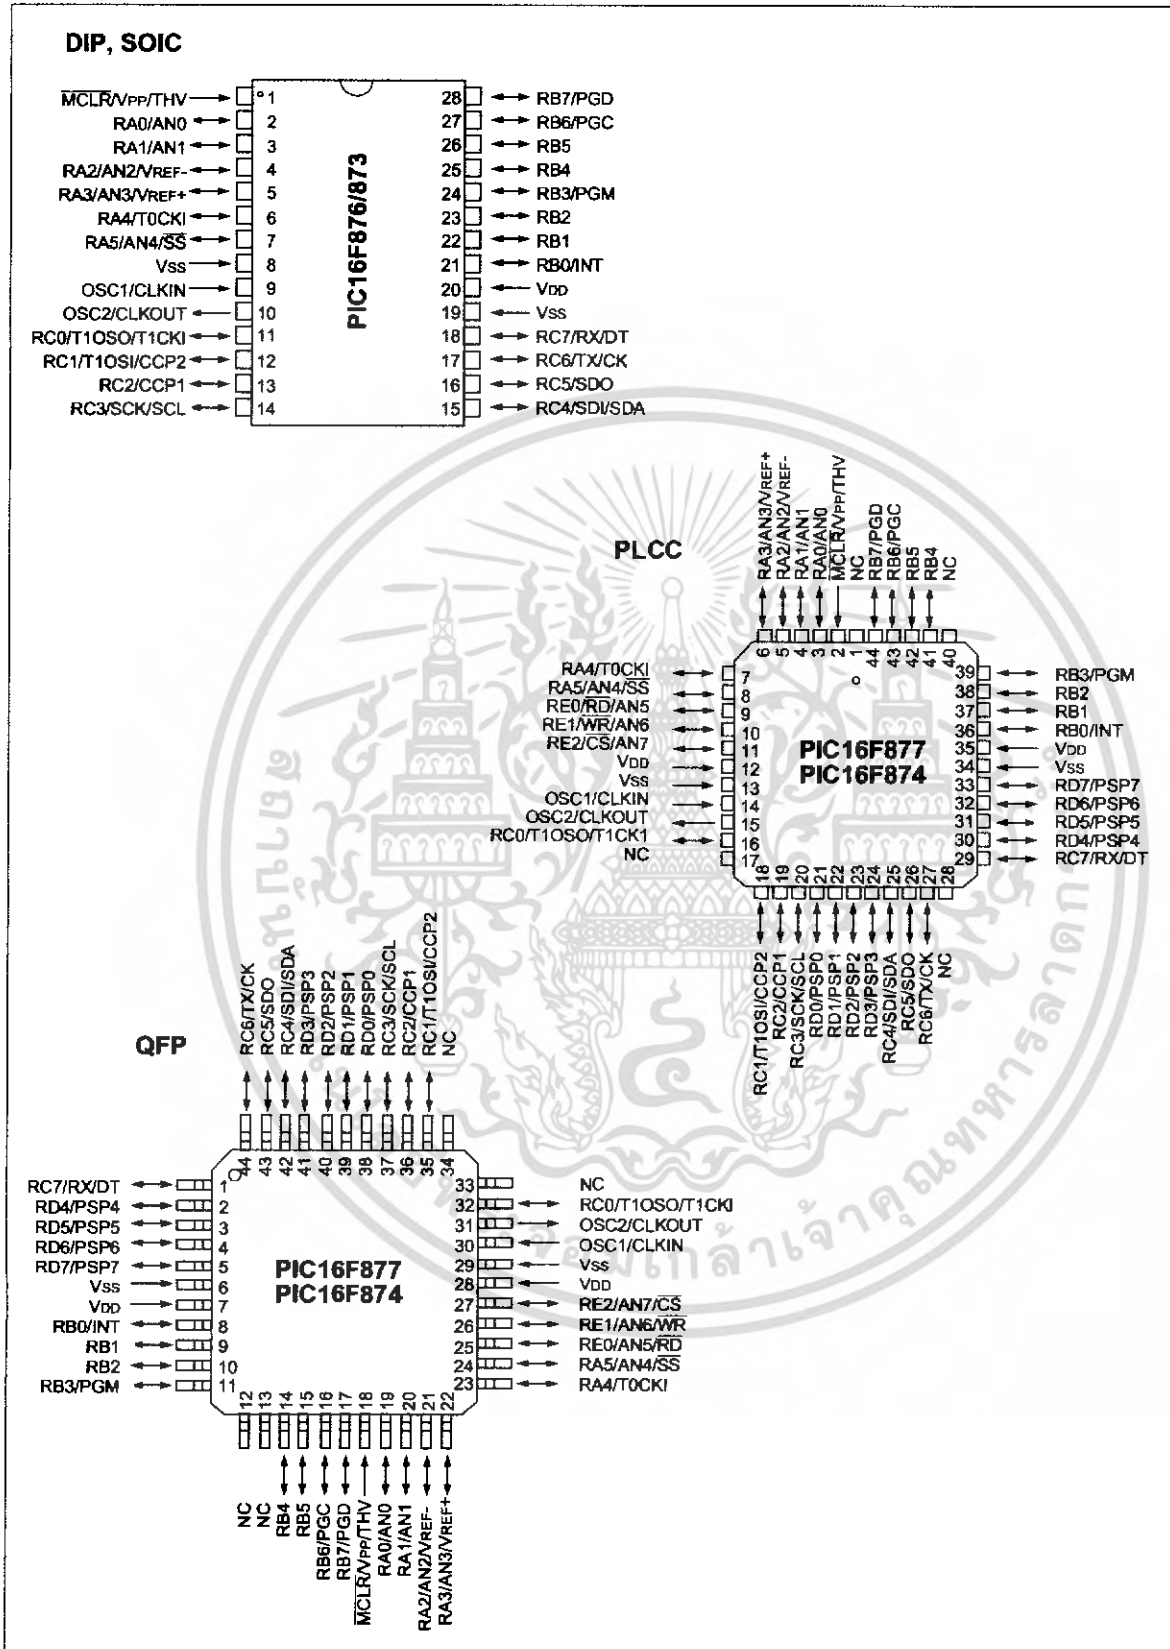 DIP, SOIC
MCLR/VPP/THV 1 28 RB7/PGD
RA0/AN0 2 27 RB6/PGC
RA1/AN1 3 26 RB5
RA2/AN2/VREF- 4 25 RB4
RA3/AN3/VREF+ 5 24 RB3/PGM
RA4/T0CKI 6 23 RB2
RA5/AN4/SS 7 22 RB1
VSS 8 21 RB0/INT
OSC1/CLKIN 9 20 VDD
OSC2/CLKOUT 10 19 VSS
RC0/T1OSO/T1CKI 11 18 RC7/RX/DT
RC1/T1OSI/CCP2 12 17 RC6/TX/CK
RC2/CCP1 13 16 RC5/SDO
RC3/SCK/SCL 14 15 RC4/SDI/SDA
PIC16F876/873
PLCC
RA3/AN3/VREF+ 6
RA2/AN2/VREF- 5
RA1/AN1 4
RA0/AN0 3
MCLR/VPP/THV 2
NC 1
RB7/PGD 44
RB6/PGC 43
RB5 42
RB4 41
NC 40
RA4/T0CKI 7 39 RB3/PGM
RA5/AN4/SS 8 38 RB2
RE0/RD/AN5 9 37 RB1
RE1/WR/AN6 10 36 RB0/INT
RE2/CS/AN7 11 35 VDD
VDD 12 34 VSS
VSS 13 33 RD7/PSP7
OSC1/CLKIN 14 32 RD6/PSP6
OSC2/CLKOUT 15 31 RD5/PSP5
RC0/T1OSO/T1CK1 16 30 RD4/PSP4
NC 17 29 RC7/RX/DT
PIC16F877
PIC16F874
18 RC1/T1OSI/CCP2
19 RC2/CCP1
20 RC3/SCK/SCL
21 RD0/PSP0
22 RD1/PSP1
23 RD2/PSP2
24 RD3/PSP3
25 RC4/SDI/SDA
26 RC5/SDO
27 RC6/TX/CK
28 NC
QFP
RC6/TX/CK 44
RC5/SDO 43
RC4/SDI/SDA 42
RD3/PSP3 41
RD2/PSP2 40
RD1/PSP1 39
RD0/PSP0 38
RC3/SCK/SCL 37
RC2/CCP1 36
RC1/T1OSI/CCP2 35
NC 34
RC7/RX/DT 1 33 NC
RD4/PSP4 2 32 RC0/T1OSO/T1CKI
RD5/PSP5 3 31 OSC2/CLKOUT
RD6/PSP6 4 30 OSC1/CLKIN
RD7/PSP7 5 29 VSS
VSS 6 28 VDD
VDD 7 27 RE2/AN7/CS
RB0/INT 8 26 RE1/AN6/WR
RB1 9 25 RE0/AN5/RD
RB2 10 24 RA5/AN4/SS
RB3/PGM 11 23 RA4/T0CKI
PIC16F877
PIC16F874
12 NC
13 NC
14 RB4
15 RB5
16 RB6/PGC
17 RB7/PGD
18 MCLR/VPP/THV
19 RA0/AN0
20 RA1/AN1
21 RA2/AN2/VREF-
22 RA3/AN3/VREF+